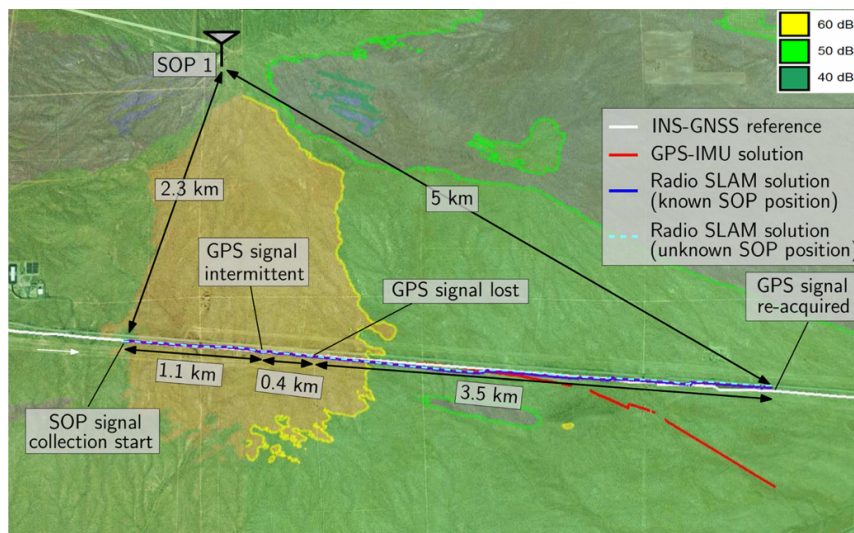 60 dB
50 dB
40 dB
SOP 1
INS-GNSS reference
GPS-IMU solution
Radio SLAM solution
(known SOP position)
Radio SLAM solution
(unknown SOP position)
2.3 km
5 km
GPS signal
intermittent
GPS signal lost
GPS signal
re-acquired
1.1 km
0.4 km
3.5 km
SOP signal
collection start